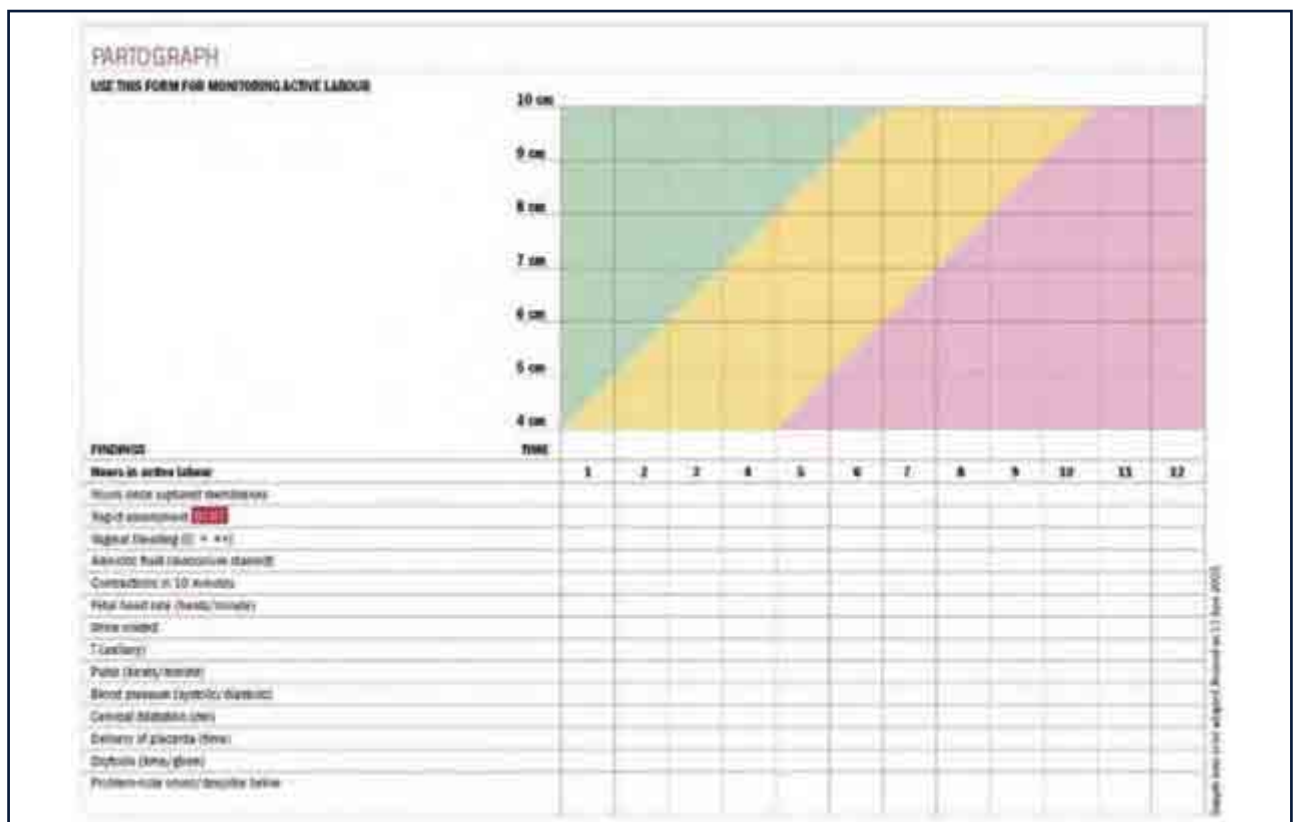 PARTOGRAPH
USE THIS FORM FOR MONITORING ACTIVE LABOUR
10 cm
9 cm
8 cm
7 cm
6 cm
5 cm
4 cm
FINDINGS TIME
Hours in active labour 1 2 3 4 5 6 7 8 9 10 11 12
Hours since ruptured membranes
Rapid assessment
Vaginal bleeding (0 + ++)
Amniotic fluid (meconium stained)
Contractions in 10 minutes
Fetal heart rate (beats/minute)
Urine voided
T (axillary)
Pulse (beats/minute)
Blood pressure (systolic/diastolic)
Cervical dilatation (cm)
Delivery of placenta (time)
Oxytocin (time/given)
Problem-note onset/describe below